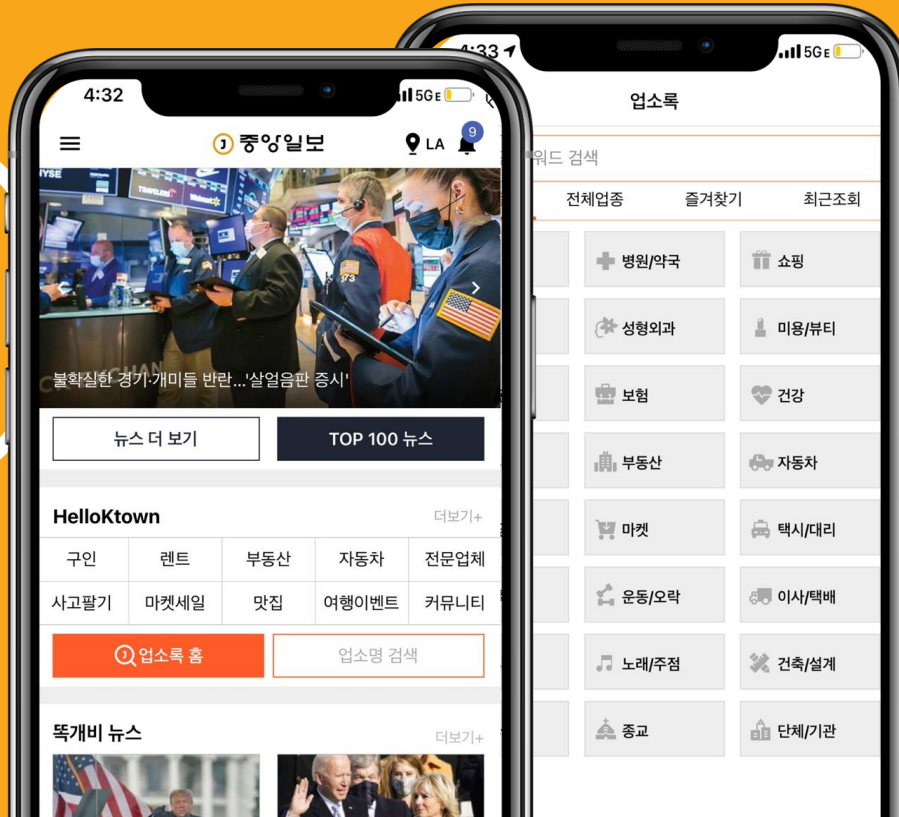 4:32
5GE
중앙일보
LA
9
NYSE
TRAVELERS
Walmart
불확실한 경기·개미들 반란...'살얼음판 증시'
뉴스 더 보기
TOP 100 뉴스
HelloKtown
더보기+
구인
렌트
부동산
자동차
전문업체
사고팔기
마켓세일
맛집
여행이벤트
커뮤니티
업소록 홈
업소명 검색
똑개비 뉴스
더보기+
4:33
5GE
업소록
워드 검색
전체업종
즐겨찾기
최근조회
병원/약국
쇼핑
성형외과
미용/뷰티
보험
건강
부동산
자동차
마켓
택시/대리
운동/오락
이사/택배
노래/주점
건축/설계
종교
단체/기관